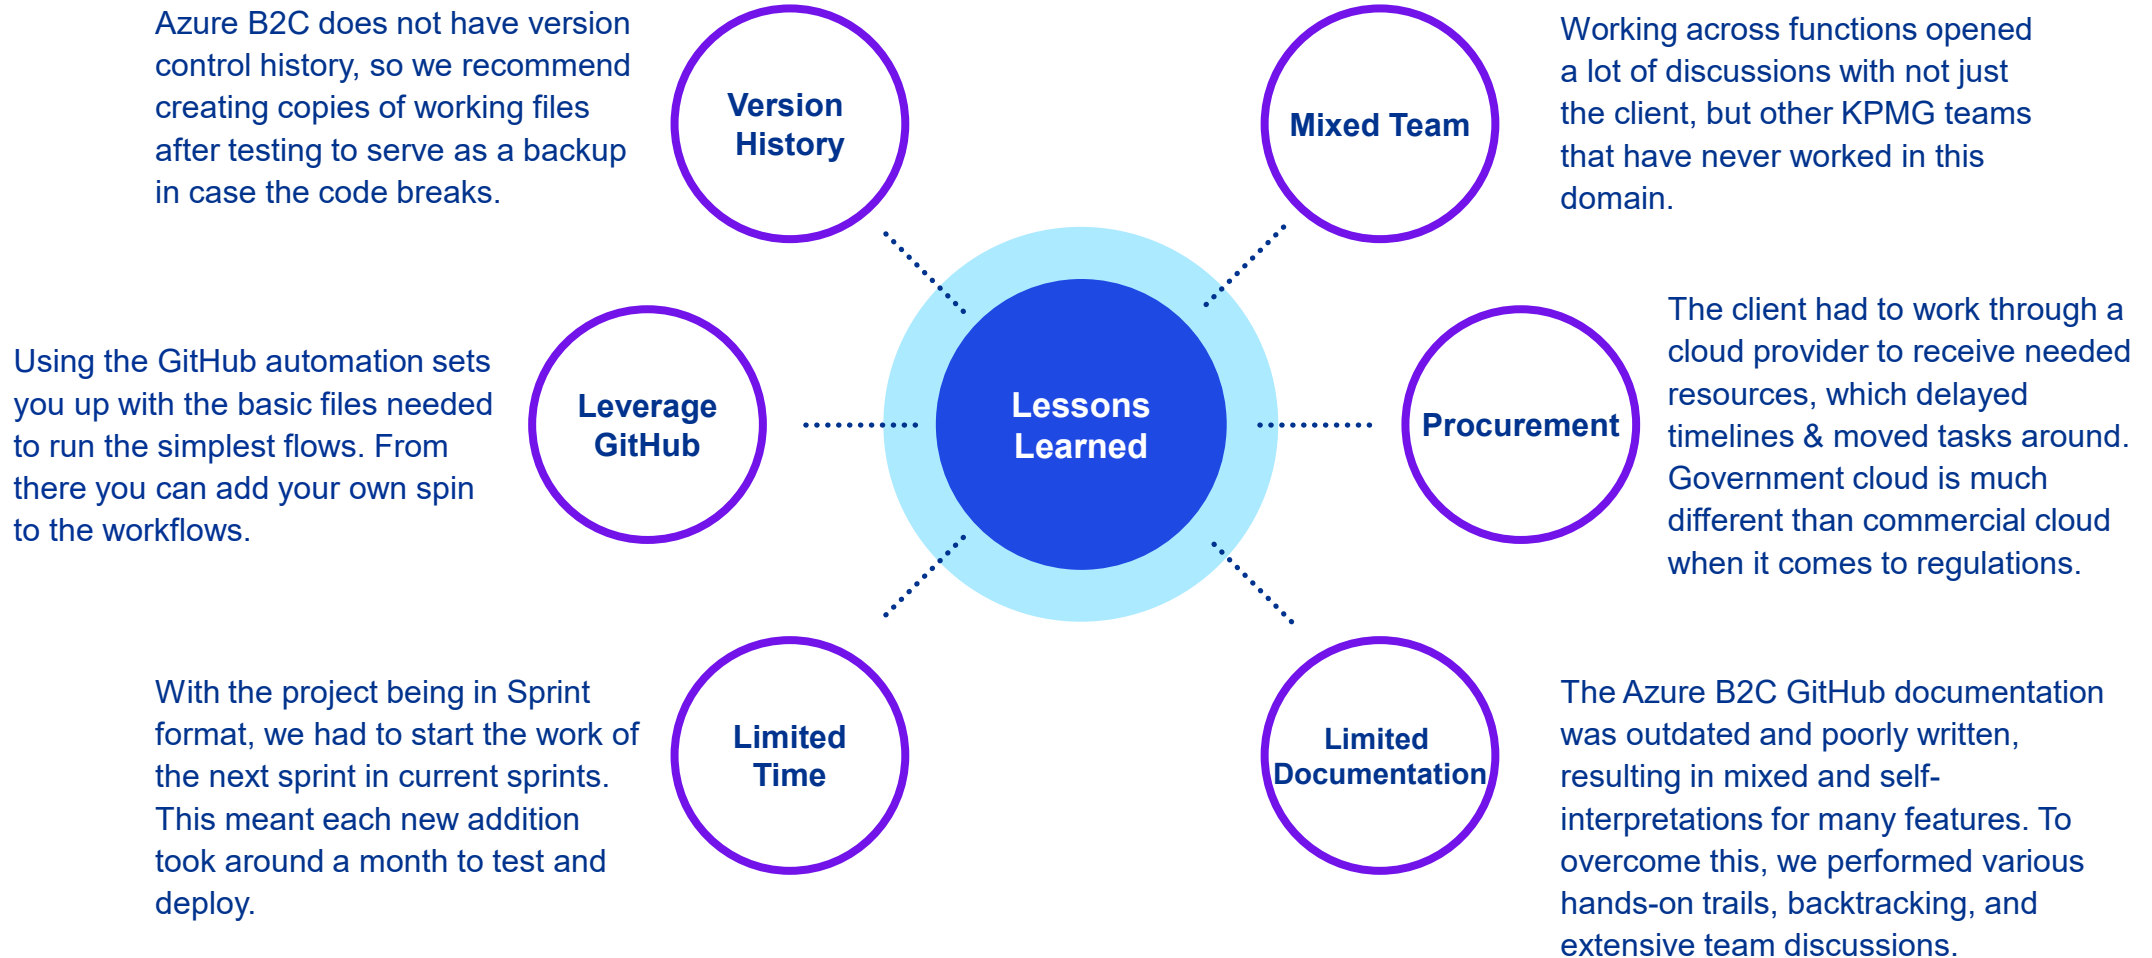 Azure B2C does not have version
control history, so we recommend
creating copies of working files
after testing to serve as a backup
in case the code breaks.
Version
History
Mixed Team
Working across functions opened
a lot of discussions with not just
the client, but other KPMG teams
that have never worked in this
domain.
Using the GitHub automation sets
you up with the basic files needed
to run the simplest flows. From
there you can add your own spin
to the workflows.
Leverage
GitHub
Lessons
Learned
Procurement
The client had to work through a
cloud provider to receive needed
resources, which delayed
timelines & moved tasks around.
Government cloud is much
different than commercial cloud
when it comes to regulations.
With the project being in Sprint
format, we had to start the work of
the next sprint in current sprints.
This meant each new addition
took around a month to test and
deploy.
Limited
Time
Limited
Documentation
The Azure B2C GitHub documentation
was outdated and poorly written,
resulting in mixed and self-
interpretations for many features. To
overcome this, we performed various
hands-on trails, backtracking, and
extensive team discussions.